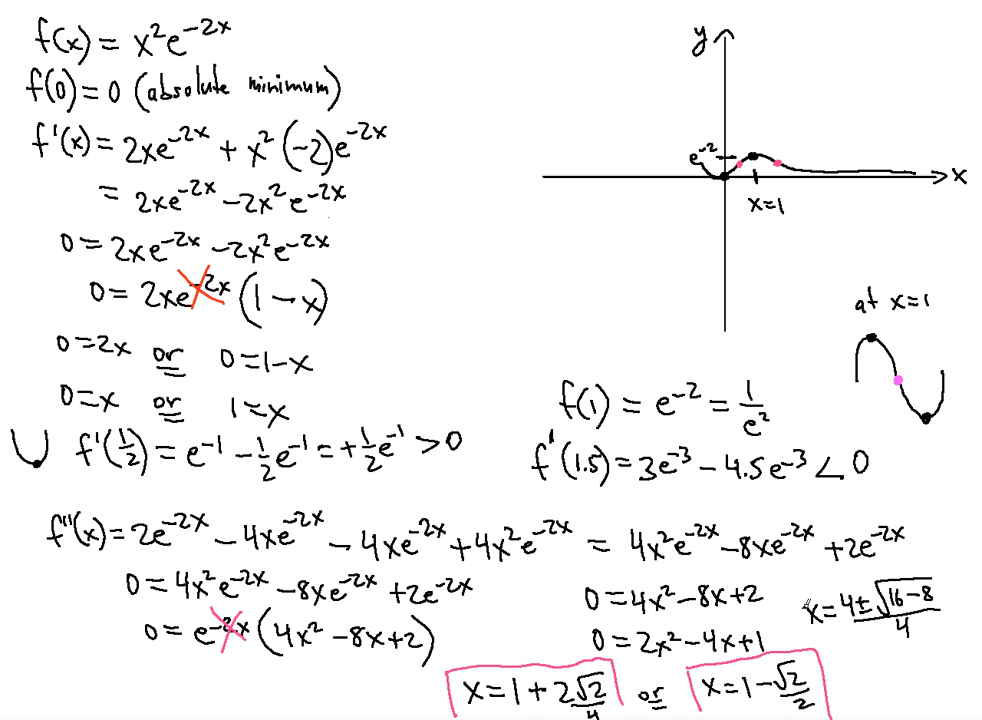 f(x) = x²e^{-2x}
f(0) = 0 (absolute minimum)
f'(x) = 2xe^{-2x} + x² (-2)e^{-2x}
= 2xe^{-2x} - 2x²e^{-2x}
0 = 2xe^{-2x} - 2x²e^{-2x}
0 = 2xe^{-2x} (1 - x)
0 = 2x or 0 = 1 - x
0 = x or 1 = x
f'(1/2) = e^{-1} - 1/2 e^{-1} = + 1/2 e^{-1} > 0
y
e^{-2}
x
x=1
at x=1
f(1) = e^{-2} = 1/e²
f'(1.5) = 3e^{-3} - 4.5e^{-3} < 0
f''(x) = 2e^{-2x} - 4xe^{-2x} - 4xe^{-2x} + 4x²e^{-2x} = 4x²e^{-2x} - 8xe^{-2x} + 2e^{-2x}
0 = 4x²e^{-2x} - 8xe^{-2x} + 2e^{-2x}
0 = e^{-2x} (4x² - 8x + 2)
0 = 4x² - 8x + 2
0 = 2x² - 4x + 1
x = (4 ± √(16-8))/4
x = 1 + 2√2/4 or x = 1 - √2/2